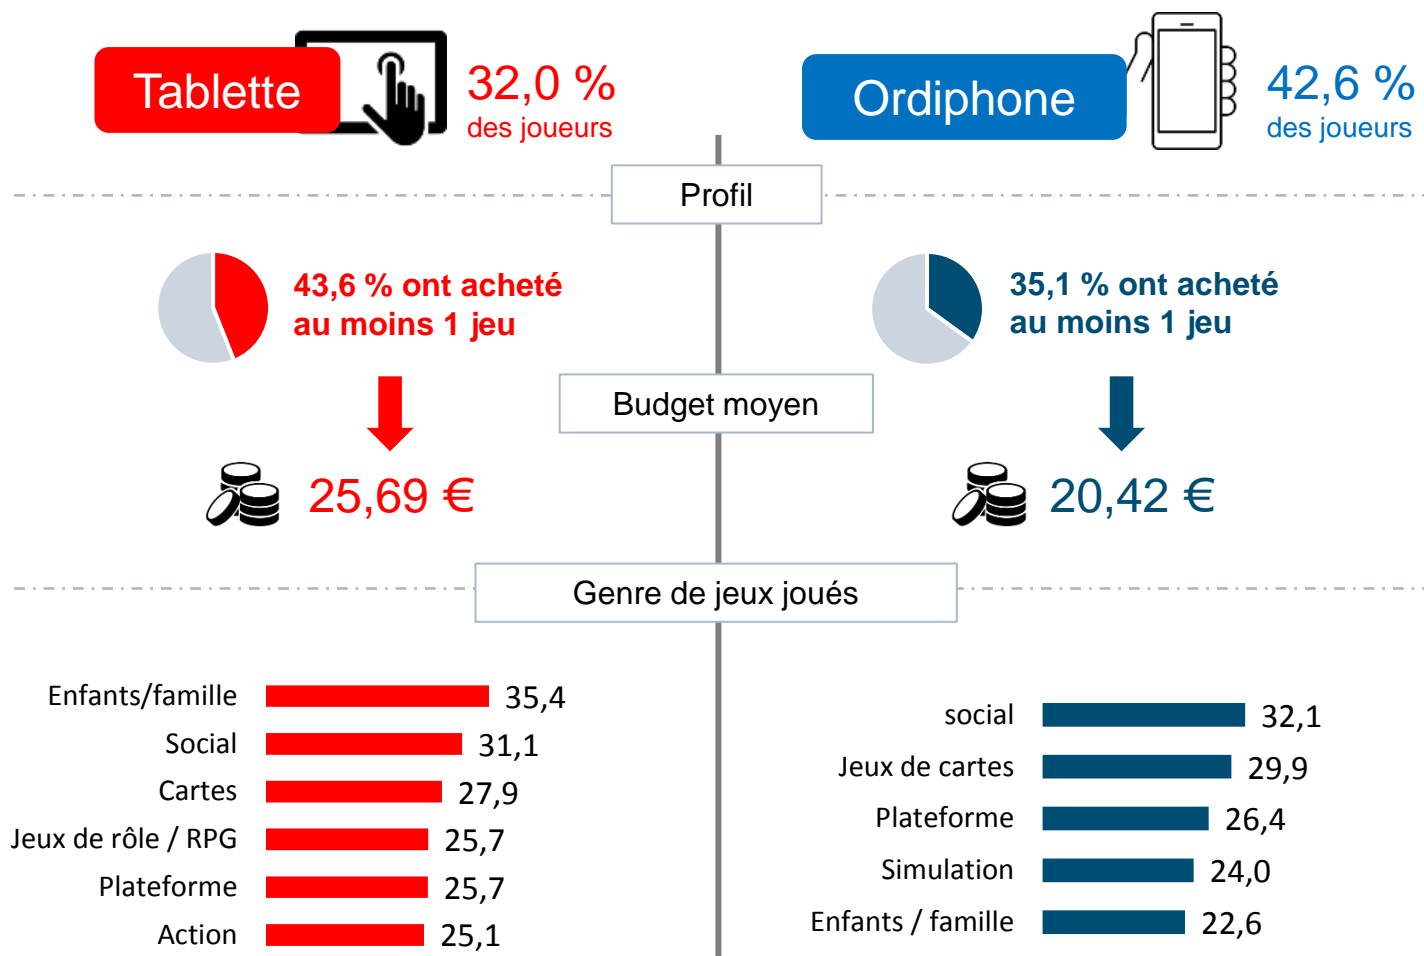 Tablette
32,0 %
des joueurs
Ordiphone
42,6 %
des joueurs
Profil
43,6 % ont acheté
au moins 1 jeu
35,1 % ont acheté
au moins 1 jeu
Budget moyen
25,69 €
20,42 €
Genre de jeux joués
Enfants/famille 35,4
Social 31,1
Cartes 27,9
Jeux de rôle / RPG 25,7
Plateforme 25,7
Action 25,1
social 32,1
Jeux de cartes 29,9
Plateforme 26,4
Simulation 24,0
Enfants / famille 22,6